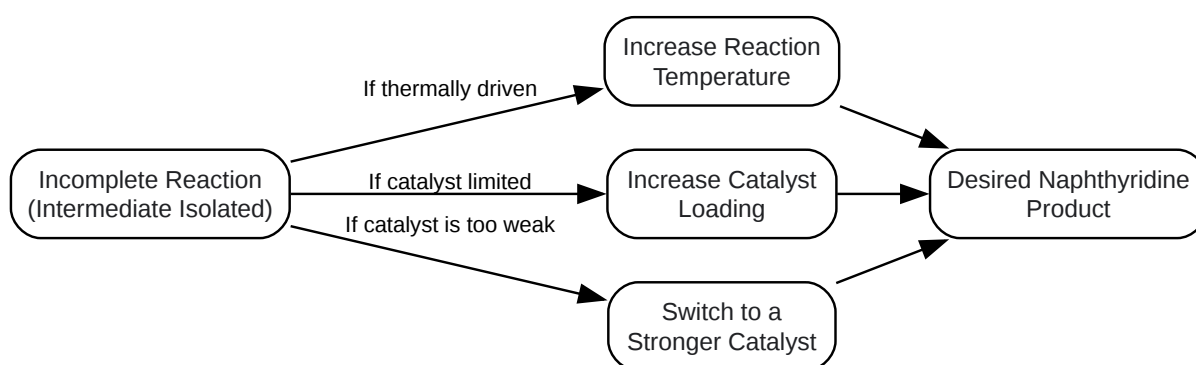 Incomplete Reaction
(Intermediate Isolated)
If thermally driven
If catalyst limited
If catalyst is too weak
Increase Reaction
Temperature
Increase Catalyst
Loading
Switch to a
Stronger Catalyst
Desired Naphthyridine
Product